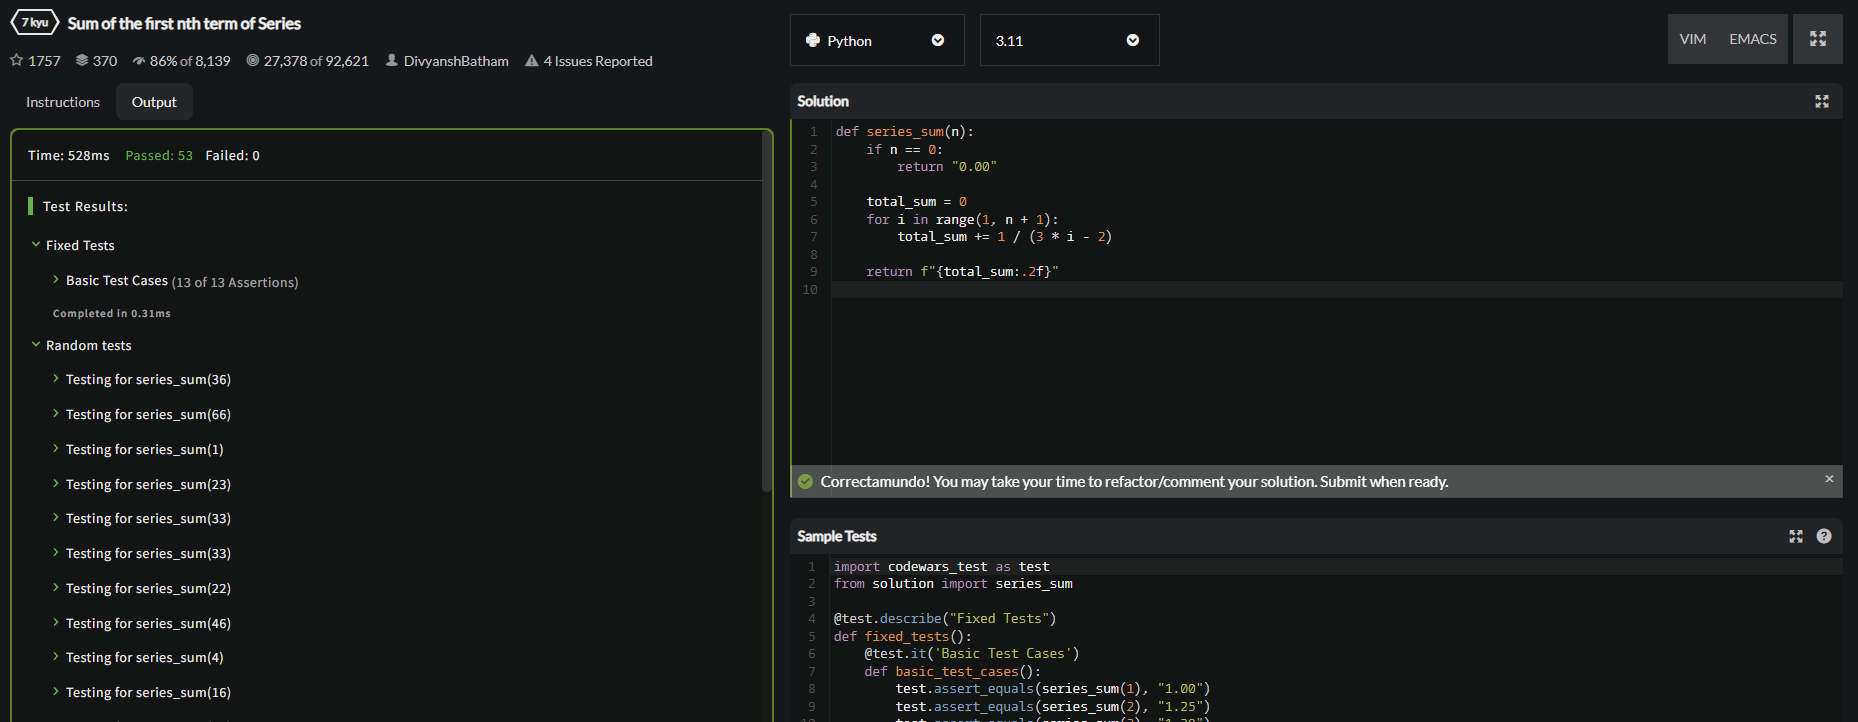 7 kyu Sum of the first nth term of Series
1757 370 86% of 8,139 27,378 of 92,621 DivyanshBatham 4 Issues Reported
Instructions Output
Time: 528ms Passed: 53 Failed: 0
Test Results:
Fixed Tests
Basic Test Cases (13 of 13 Assertions)
Completed in 0.31ms
Random tests
Testing for series_sum(36)
Testing for series_sum(66)
Testing for series_sum(1)
Testing for series_sum(23)
Testing for series_sum(33)
Testing for series_sum(33)
Testing for series_sum(22)
Testing for series_sum(46)
Testing for series_sum(4)
Testing for series_sum(16)
Python 3.11 VIM EMACS
Solution
1 def series_sum(n):
2     if n == 0:
3         return "0.00"
4
5     total_sum = 0
6     for i in range(1, n + 1):
7         total_sum += 1 / (3 * i - 2)
8
9     return f"{total_sum:.2f}"
10
Correctamundo! You may take your time to refactor/comment your solution. Submit when ready. ×
Sample Tests ?
1 import codewars_test as test
2 from solution import series_sum
3
4 @test.describe("Fixed Tests")
5 def fixed_tests():
6     @test.it('Basic Test Cases')
7     def basic_test_cases():
8         test.assert_equals(series_sum(1), "1.00")
9         test.assert_equals(series_sum(2), "1.25")